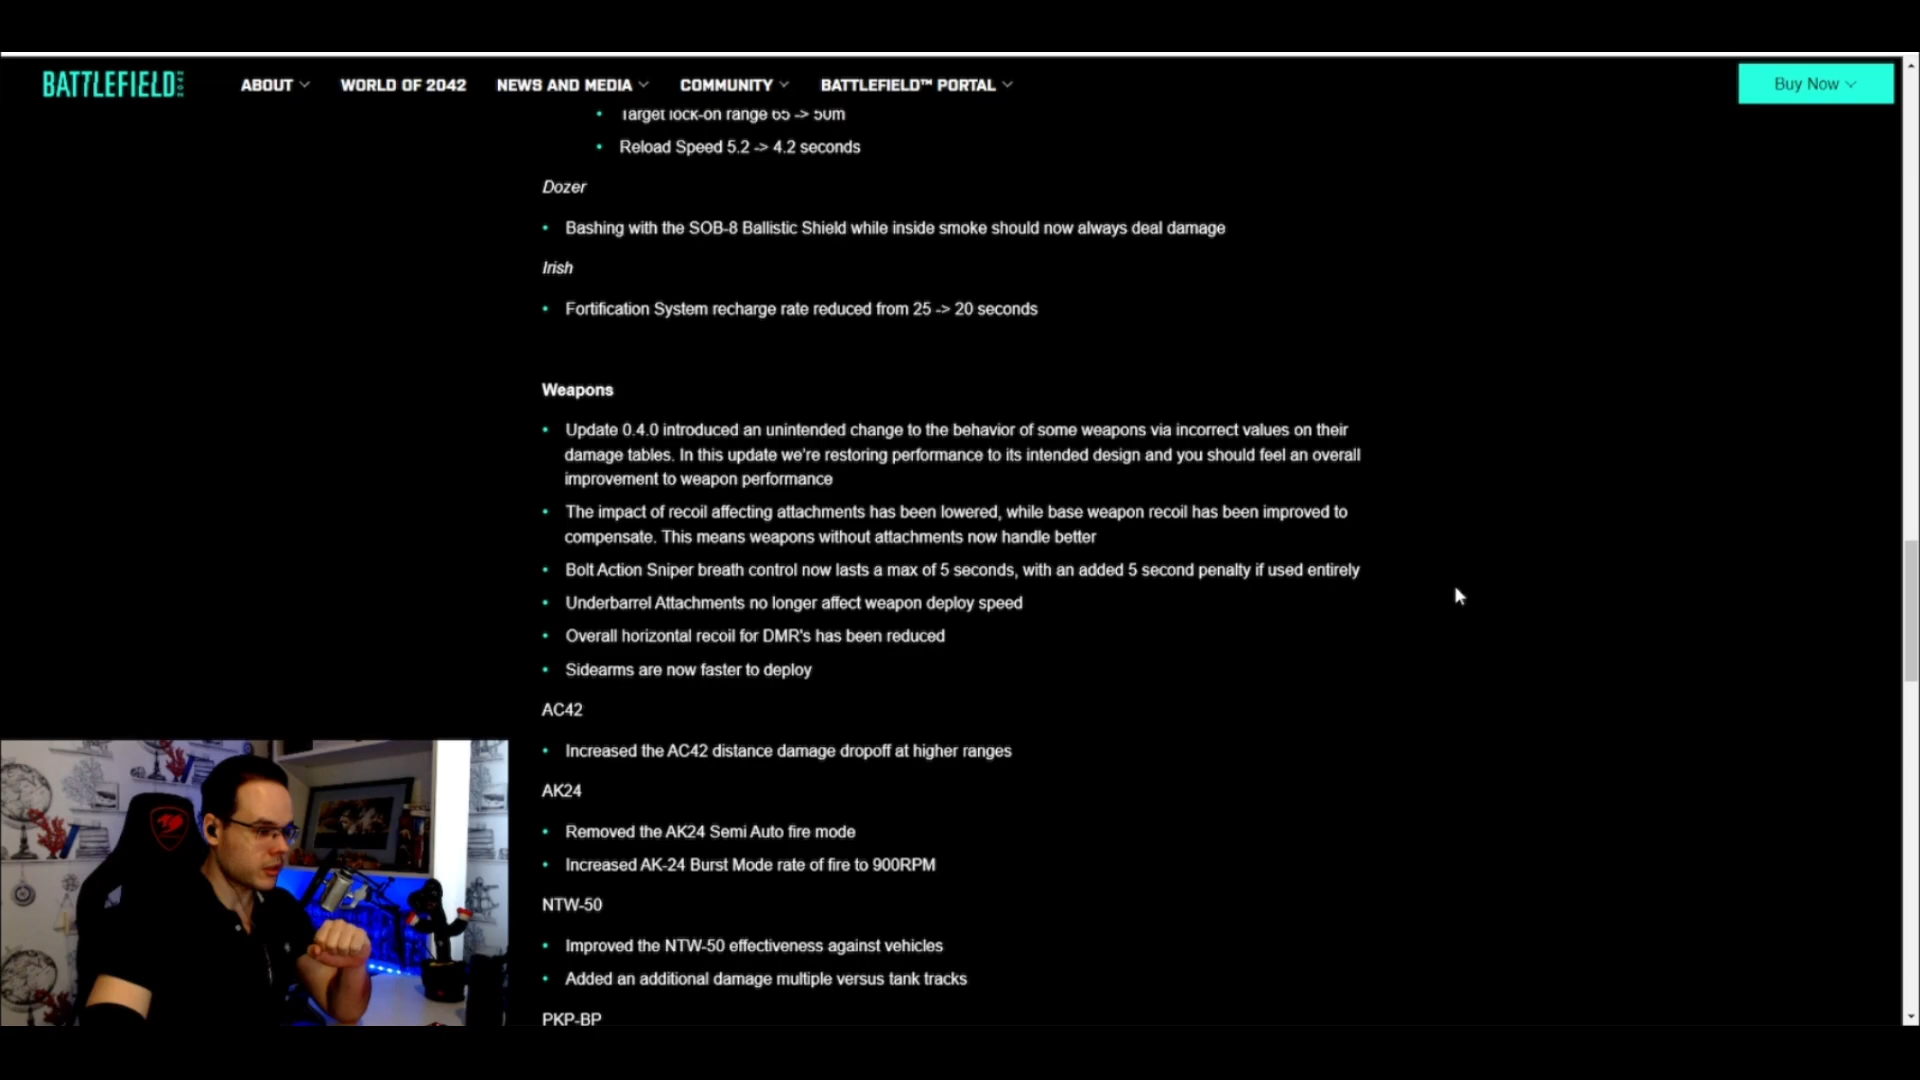 BATTLEFIELD 2042
ABOUT
WORLD OF 2042
NEWS AND MEDIA
COMMUNITY
BATTLEFIELD™ PORTAL
Buy Now
• Target lock-on range 65 -> 50m
• Reload Speed 5.2 -> 4.2 seconds
Dozer
• Bashing with the SOB-8 Ballistic Shield while inside smoke should now always deal damage
Irish
• Fortification System recharge rate reduced from 25 -> 20 seconds
Weapons
• Update 0.4.0 introduced an unintended change to the behavior of some weapons via incorrect values on their
damage tables. In this update we're restoring performance to its intended design and you should feel an overall
improvement to weapon performance
• The impact of recoil affecting attachments has been lowered, while base weapon recoil has been improved to
compensate. This means weapons without attachments now handle better
• Bolt Action Sniper breath control now lasts a max of 5 seconds, with an added 5 second penalty if used entirely
• Underbarrel Attachments no longer affect weapon deploy speed
• Overall horizontal recoil for DMR's has been reduced
• Sidearms are now faster to deploy
AC42
• Increased the AC42 distance damage dropoff at higher ranges
AK24
• Removed the AK24 Semi Auto fire mode
• Increased AK-24 Burst Mode rate of fire to 900RPM
NTW-50
• Improved the NTW-50 effectiveness against vehicles
• Added an additional damage multiple versus tank tracks
PKP-BP